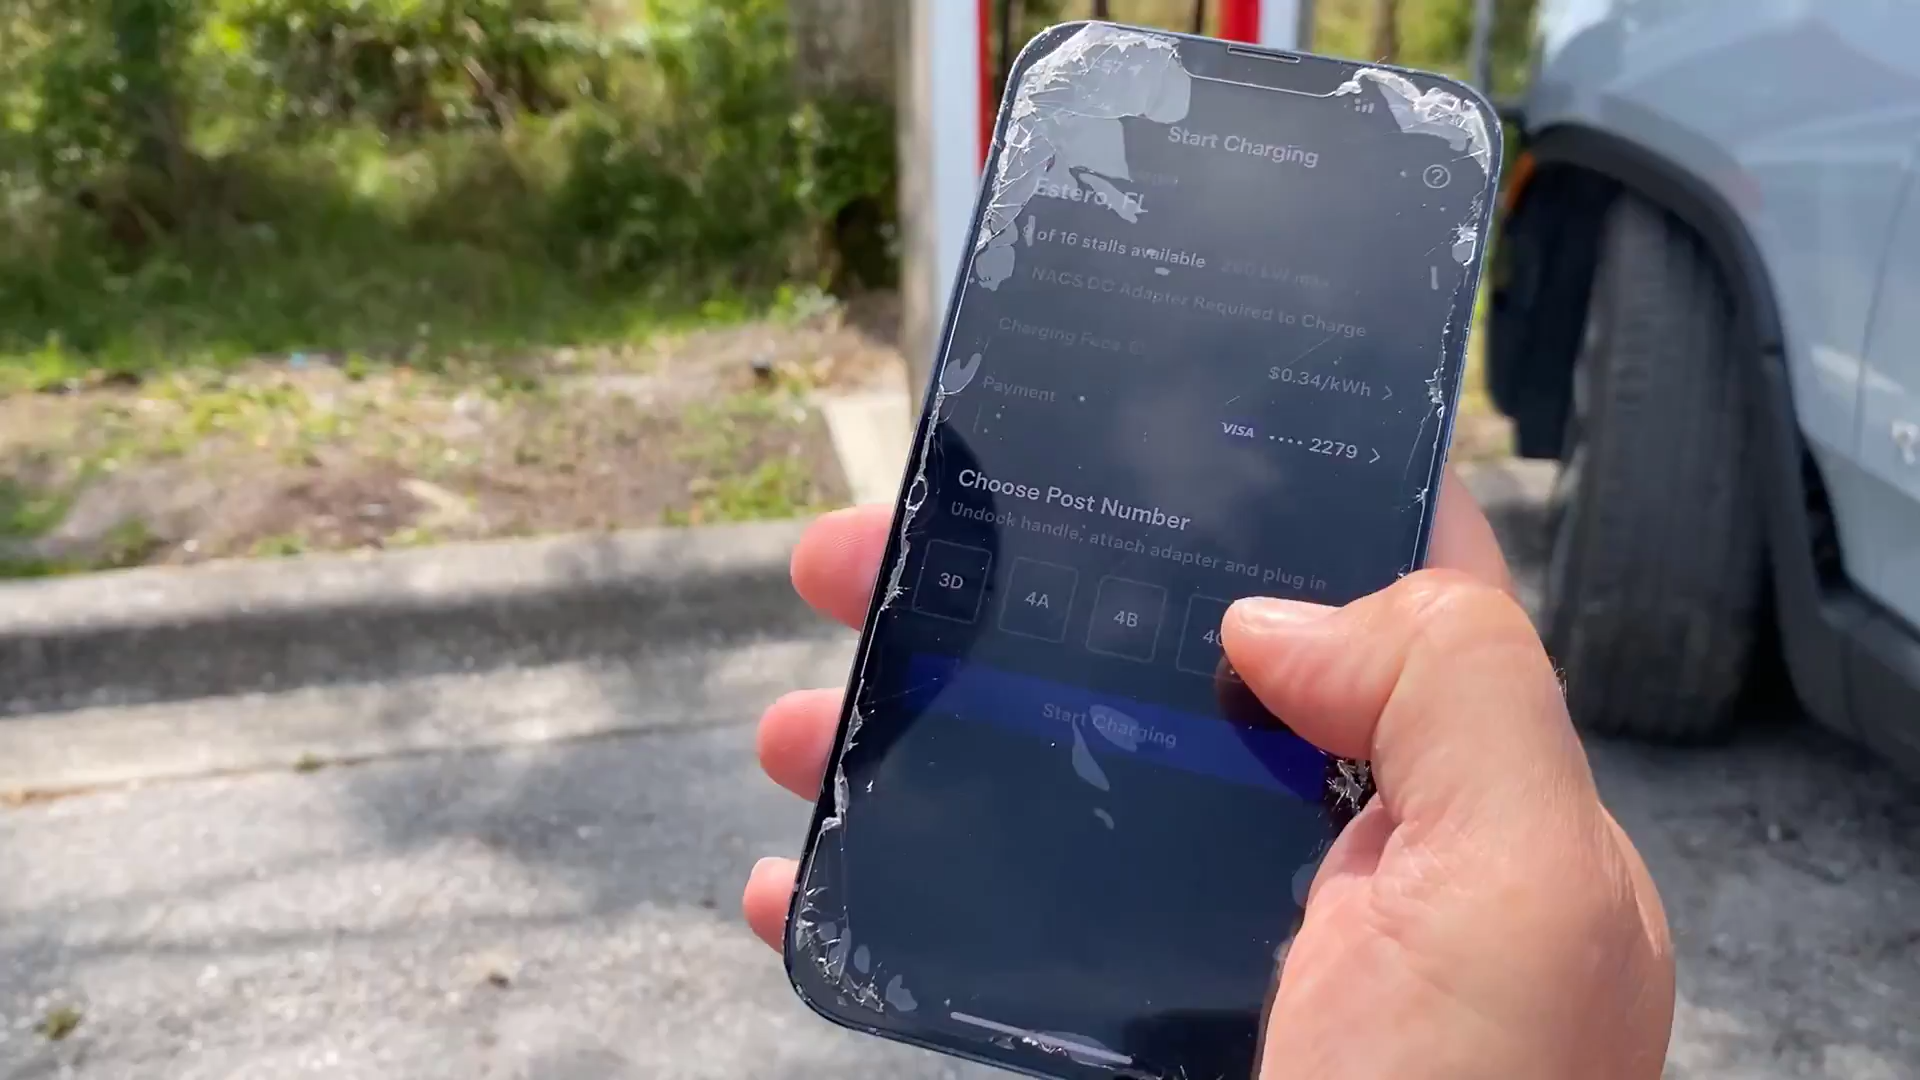 Start Charging
Estero, FL
of 16 stalls available
NACS DC Adapter Required to Charge
Charging Fees
$0.34/kWh
Payment
VISA •••• 2279
Choose Post Number
Undock handle, attach adapter and plug in
3D 4A 4B
Start Charging